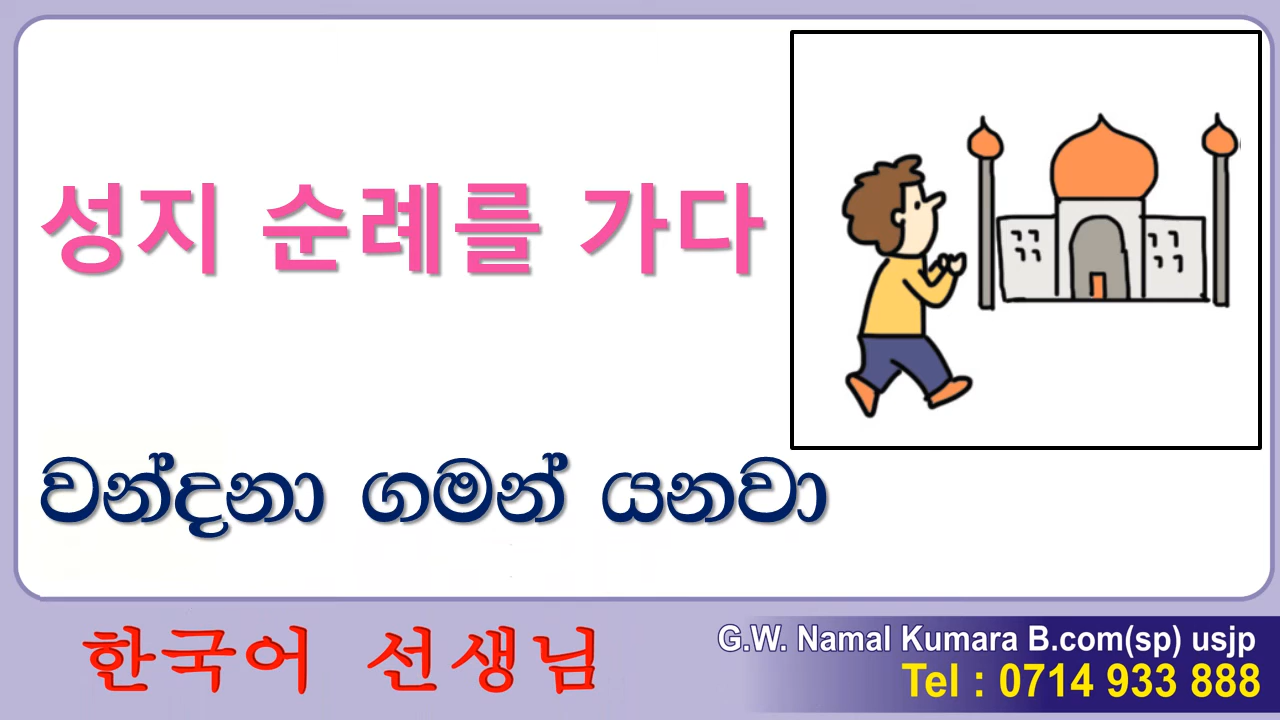 성지 순례를 가다
වන්දනා ගමන් යනවා
한국어 선생님
G.W. Namal Kumara B.com(sp) usjp
Tel : 0714 933 888